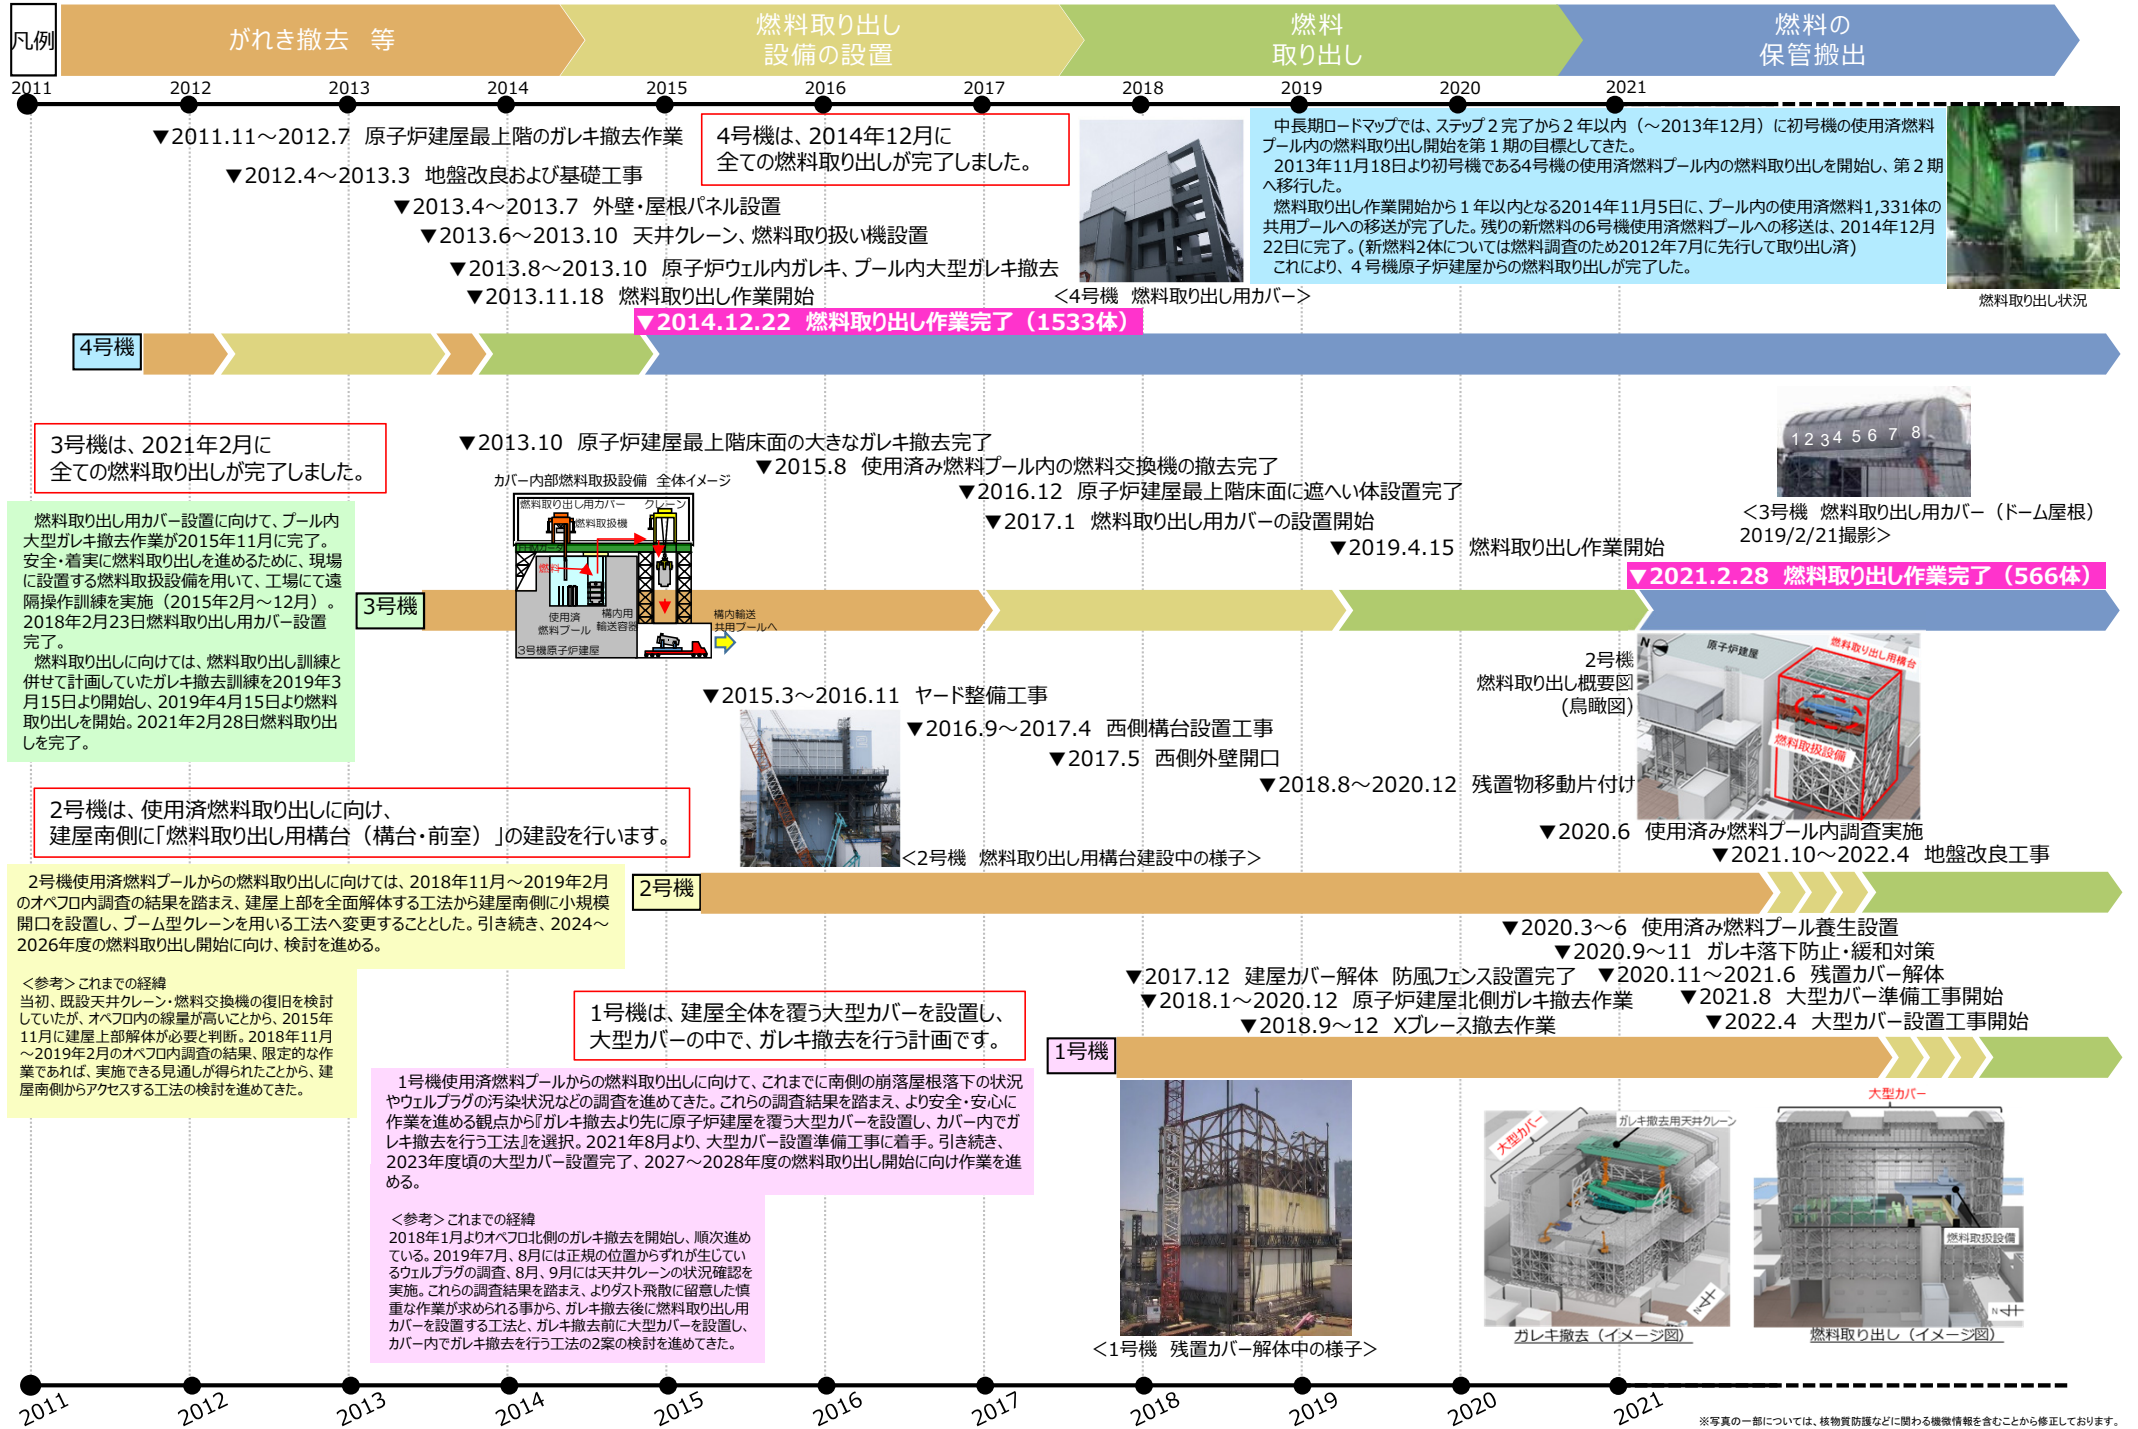 凡例
がれき撤去　等
燃料取り出し
設備の設置
燃料
取り出し
燃料の
保管搬出
2011 2012 2013 2014 2015 2016 2017 2018 2019 2020 2021
▼2011.11～2012.7 原子炉建屋最上階のガレキ撤去作業
▼2012.4～2013.3 地盤改良および基礎工事
▼2013.4～2013.7 外壁・屋根パネル設置
▼2013.6～2013.10 天井クレーン、燃料取り扱い機設置
▼2013.8～2013.10 原子炉ウェル内ガレキ、プール内大型ガレキ撤去
▼2013.11.18 燃料取り出し作業開始
▼2014.12.22 燃料取り出し作業完了（1533体）
4号機は、2014年12月に
全ての燃料取り出しが完了しました。
＜4号機 燃料取り出し用カバー＞
中長期ロードマップでは、ステップ２完了から２年以内（～2013年12月）に初号機の使用済燃料
プール内の燃料取り出し開始を第１期の目標としてきた。
2013年11月18日より初号機である4号機の使用済燃料プール内の燃料取り出しを開始し、第２期
へ移行した。
燃料取り出し作業開始から１年以内となる2014年11月5日に、プール内の使用済燃料1,331体の
共用プールへの移送が完了した。残りの新燃料の6号機使用済燃料プールへの移送は、2014年12月
22日に完了。(新燃料2体については燃料調査のため2012年7月に先行して取り出し済)
これにより、４号機原子炉建屋からの燃料取り出しが完了した。
燃料取り出し状況
4号機
3号機は、2021年2月に
全ての燃料取り出しが完了しました。
燃料取り出し用カバー設置に向けて、プール内
大型ガレキ撤去作業が2015年11月に完了。
安全・着実に燃料取り出しを進めるために、現場
に設置する燃料取扱設備を用いて、工場にて遠
隔操作訓練を実施（2015年2月～12月）。
2018年2月23日燃料取り出し用カバー設置
完了。
燃料取り出しに向けては、燃料取り出し訓練と
併せて計画していたガレキ撤去訓練を2019年3
月15日より開始し、2019年4月15日より燃料
取り出しを開始。2021年2月28日燃料取り出
しを完了。
▼2013.10 原子炉建屋最上階床面の大きなガレキ撤去完了
▼2015.8 使用済み燃料プール内の燃料交換機の撤去完了
▼2016.12 原子炉建屋最上階床面に遮へい体設置完了
▼2017.1 燃料取り出し用カバーの設置開始
▼2019.4.15 燃料取り出し作業開始
▼2021.2.28 燃料取り出し作業完了（566体）
カバー内部燃料取扱設備 全体イメージ
燃料取り出し用カバー
クレーン
燃料取扱機
燃料
使用済
燃料プール
構内用
輸送容器
3号機原子炉建屋
構内輸送
共用プールへ
1 2 3 4 5 6 7 8
＜3号機 燃料取り出し用カバー（ドーム屋根）
2019/2/21撮影＞
3号機
2号機は、使用済燃料取り出しに向け、
建屋南側に「燃料取り出し用構台（構台・前室）」の建設を行います。
▼2015.3～2016.11 ヤード整備工事
▼2016.9～2017.4 西側構台設置工事
▼2017.5 西側外壁開口
▼2018.8～2020.12 残置物移動片付け
▼2020.6 使用済み燃料プール内調査実施
▼2021.10～2022.4 地盤改良工事
＜2号機 燃料取り出し用構台建設中の様子＞
2号機
燃料取り出し概要図
(鳥瞰図)
N
原子炉建屋
燃料取り出し用構台
燃料取扱設備
2号機使用済燃料プールからの燃料取り出しに向けては、2018年11月～2019年2月
のオペフロ内調査の結果を踏まえ、建屋上部を全面解体する工法から建屋南側に小規模
開口を設置し、ブーム型クレーンを用いる工法へ変更することとした。引き続き、2024～
2026年度の燃料取り出し開始に向け、検討を進める。
＜参考＞これまでの経緯
当初、既設天井クレーン・燃料交換機の復旧を検討
していたが、オペフロ内の線量が高いことから、2015年
11月に建屋上部解体が必要と判断。2018年11月
～2019年2月のオペフロ内調査の結果、限定的な作
業であれば、実施できる見通しが得られたことから、建
屋南側からアクセスする工法の検討を進めてきた。
2号機
1号機は、建屋全体を覆う大型カバーを設置し、
大型カバーの中で、ガレキ撤去を行う計画です。
▼2020.3～6 使用済み燃料プール養生設置
▼2020.9～11 ガレキ落下防止・緩和対策
▼2017.12 建屋カバー解体 防風フェンス設置完了
▼2020.11～2021.6 残置カバー解体
▼2018.1～2020.12 原子炉建屋北側ガレキ撤去作業
▼2021.8 大型カバー準備工事開始
▼2018.9～12 Xブレース撤去作業
▼2022.4 大型カバー設置工事開始
1号機
1号機使用済燃料プールからの燃料取り出しに向けて、これまでに南側の崩落屋根落下の状況
やウェルプラグの汚染状況などの調査を進めてきた。これらの調査結果を踏まえ、より安全・安心に
作業を進める観点から『ガレキ撤去より先に原子炉建屋を覆う大型カバーを設置し、カバー内でガ
レキ撤去を行う工法』を選択。2021年8月より、大型カバー設置準備工事に着手。引き続き、
2023年度頃の大型カバー設置完了、2027～2028年度の燃料取り出し開始に向け作業を進
める。
＜参考＞これまでの経緯
2018年1月よりオペフロ北側のガレキ撤去を開始し、順次進め
ている。2019年7月、8月には正規の位置からずれが生じてい
るウェルプラグの調査、8月、9月には天井クレーンの状況確認を
実施。これらの調査結果を踏まえ、よりダスト飛散に留意した慎
重な作業が求められる事から、ガレキ撤去後に燃料取り出し用
カバーを設置する工法と、ガレキ撤去前に大型カバーを設置し、
カバー内でガレキ撤去を行う工法の2案の検討を進めてきた。
＜1号機 残置カバー解体中の様子＞
大型カバー
ガレキ撤去用天井クレーン
N
ガレキ撤去（イメージ図）
大型カバー
燃料取扱設備
N
燃料取り出し（イメージ図）
2011 2012 2013 2014 2015 2016 2017 2018 2019 2020 2021
※写真の一部については、核物質防護などに関わる機微情報を含むことから修正しております。